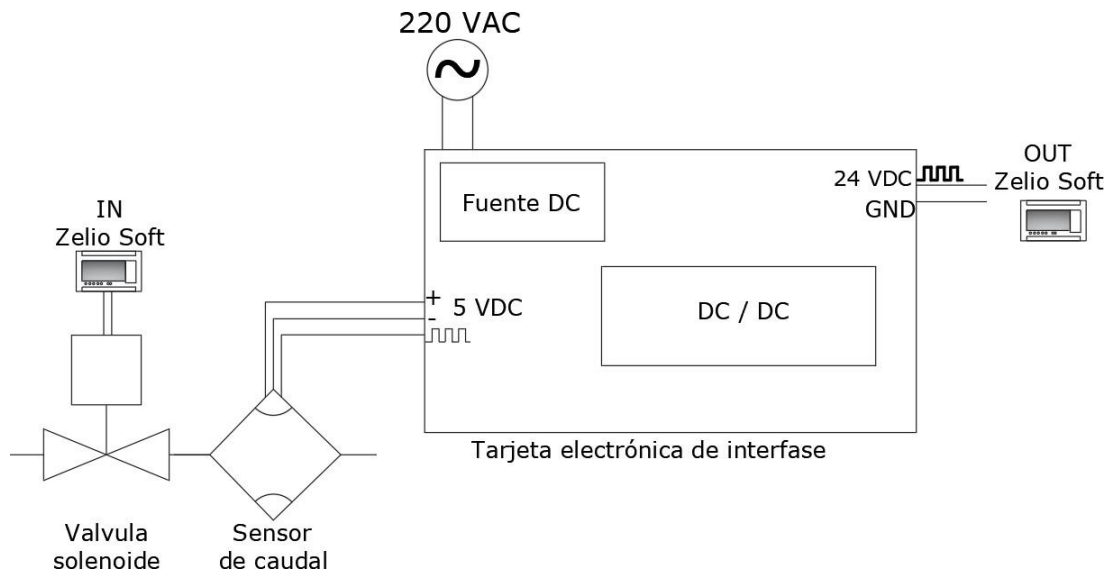 220 VAC
Fuente DC
24 VDC
GND
OUT
Zelio Soft
IN
Zelio Soft
+
-
5 VDC
DC / DC
Tarjeta electrónica de interfase
Valvula
solenoide
Sensor
de caudal